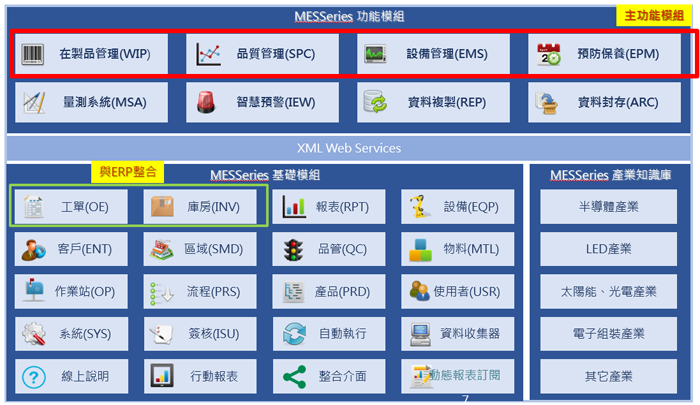 MESSeries 功能模組
主功能模組
在製品管理(WIP)
品質管理(SPC)
設備管理(EMS)
預防保養(EPM)
量測系統(MSA)
智慧預警(IEW)
資料複製(REP)
資料封存(ARC)
XML Web Services
與ERP整合
MESSeries 基礎模組
MESSeries 產業知識庫
工單(OE)
庫房(INV)
報表(RPT)
設備(EQP)
半導體產業
客戶(ENT)
區域(SMD)
品管(QC)
物料(MTL)
LED產業
作業站(OP)
流程(PRS)
產品(PRD)
使用者(USR)
太陽能、光電產業
系統(SYS)
簽核(ISU)
自動執行
資料收集器
電子組裝產業
線上說明
行動報表
整合介面
動態報表訂閱
其它產業
7